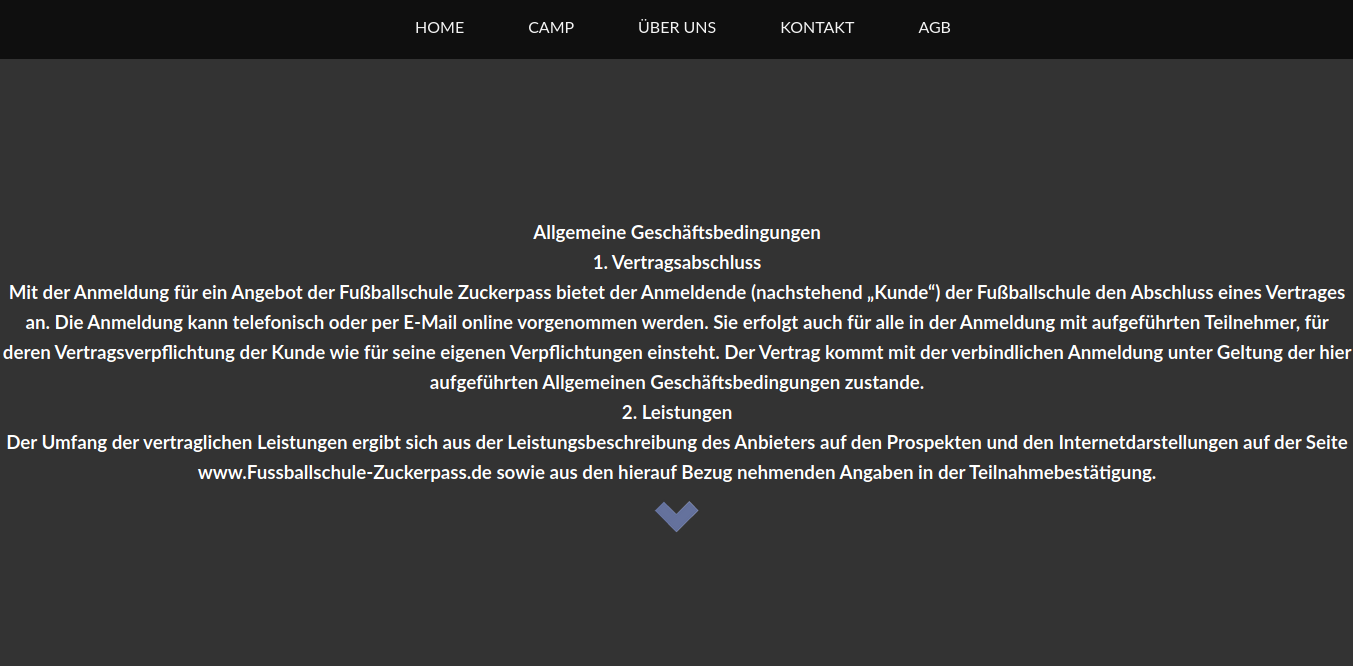 HOME CAMP ÜBER UNS KONTAKT AGB
Allgemeine Geschäftsbedingungen
1. Vertragsabschluss
Mit der Anmeldung für ein Angebot der Fußballschule Zuckerpass bietet der Anmeldende (nachstehend „Kunde“) der Fußballschule den Abschluss eines Vertrages
an. Die Anmeldung kann telefonisch oder per E-Mail online vorgenommen werden. Sie erfolgt auch für alle in der Anmeldung mit aufgeführten Teilnehmer, für
deren Vertragsverpflichtung der Kunde wie für seine eigenen Verpflichtungen einsteht. Der Vertrag kommt mit der verbindlichen Anmeldung unter Geltung der hier
aufgeführten Allgemeinen Geschäftsbedingungen zustande.
2. Leistungen
Der Umfang der vertraglichen Leistungen ergibt sich aus der Leistungsbeschreibung des Anbieters auf den Prospekten und den Internetdarstellungen auf der Seite
www.Fussballschule-Zuckerpass.de sowie aus den hierauf Bezug nehmenden Angaben in der Teilnahmebestätigung.